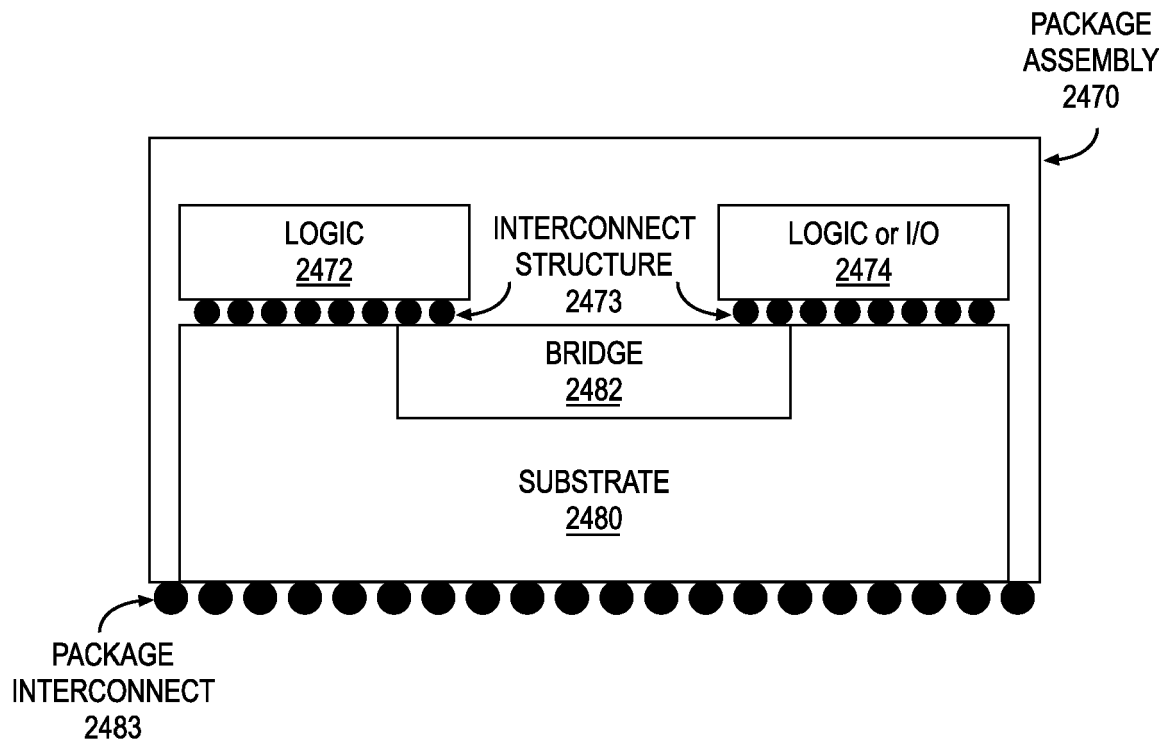 PACKAGE
ASSEMBLY
2470
LOGIC
2472
INTERCONNECT
STRUCTURE
2473
LOGIC or I/O
2474
BRIDGE
2482
SUBSTRATE
2480
PACKAGE
INTERCONNECT
2483